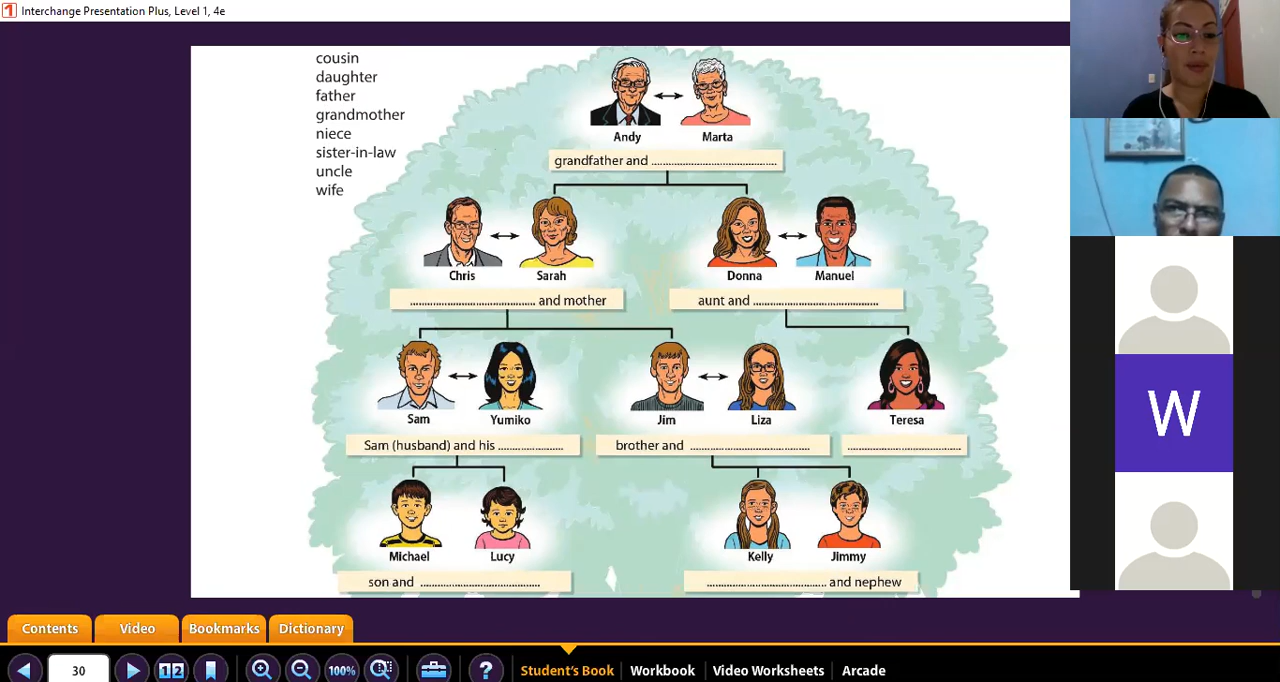 Interchange Presentation Plus, Level 1, 4e
cousin
daughter
father
grandmother
niece
sister-in-law
uncle
wife
Andy
Marta
grandfather and ........................................
Chris
Sarah
Donna
Manuel
........................................ and mother
aunt and ........................................
Sam
Yumiko
Jim
Liza
Teresa
Sam (husband) and his .....................
brother and ......................................
....................................
Michael
Lucy
Kelly
Jimmy
son and ......................................
...................................... and nephew
W
Contents
Video
Bookmarks
Dictionary
30
12
100%
?
Student's Book
Workbook
Video Worksheets
Arcade